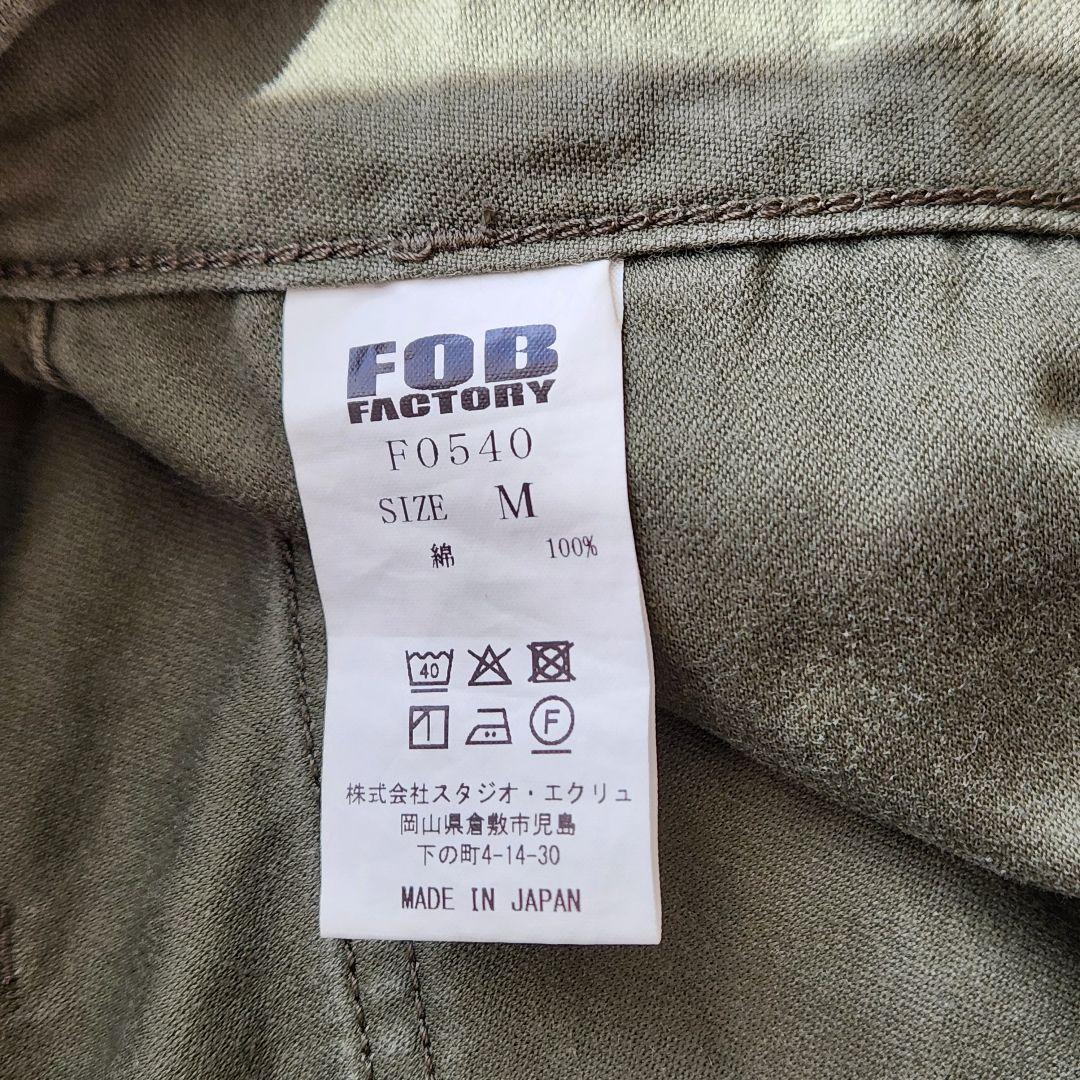 FOB
FACTORY
F0540
SIZE M
綿 100%
40
F
株式会社スタジオ・エクリュ
岡山県倉敷市児島
下の町4-14-30
MADE IN JAPAN